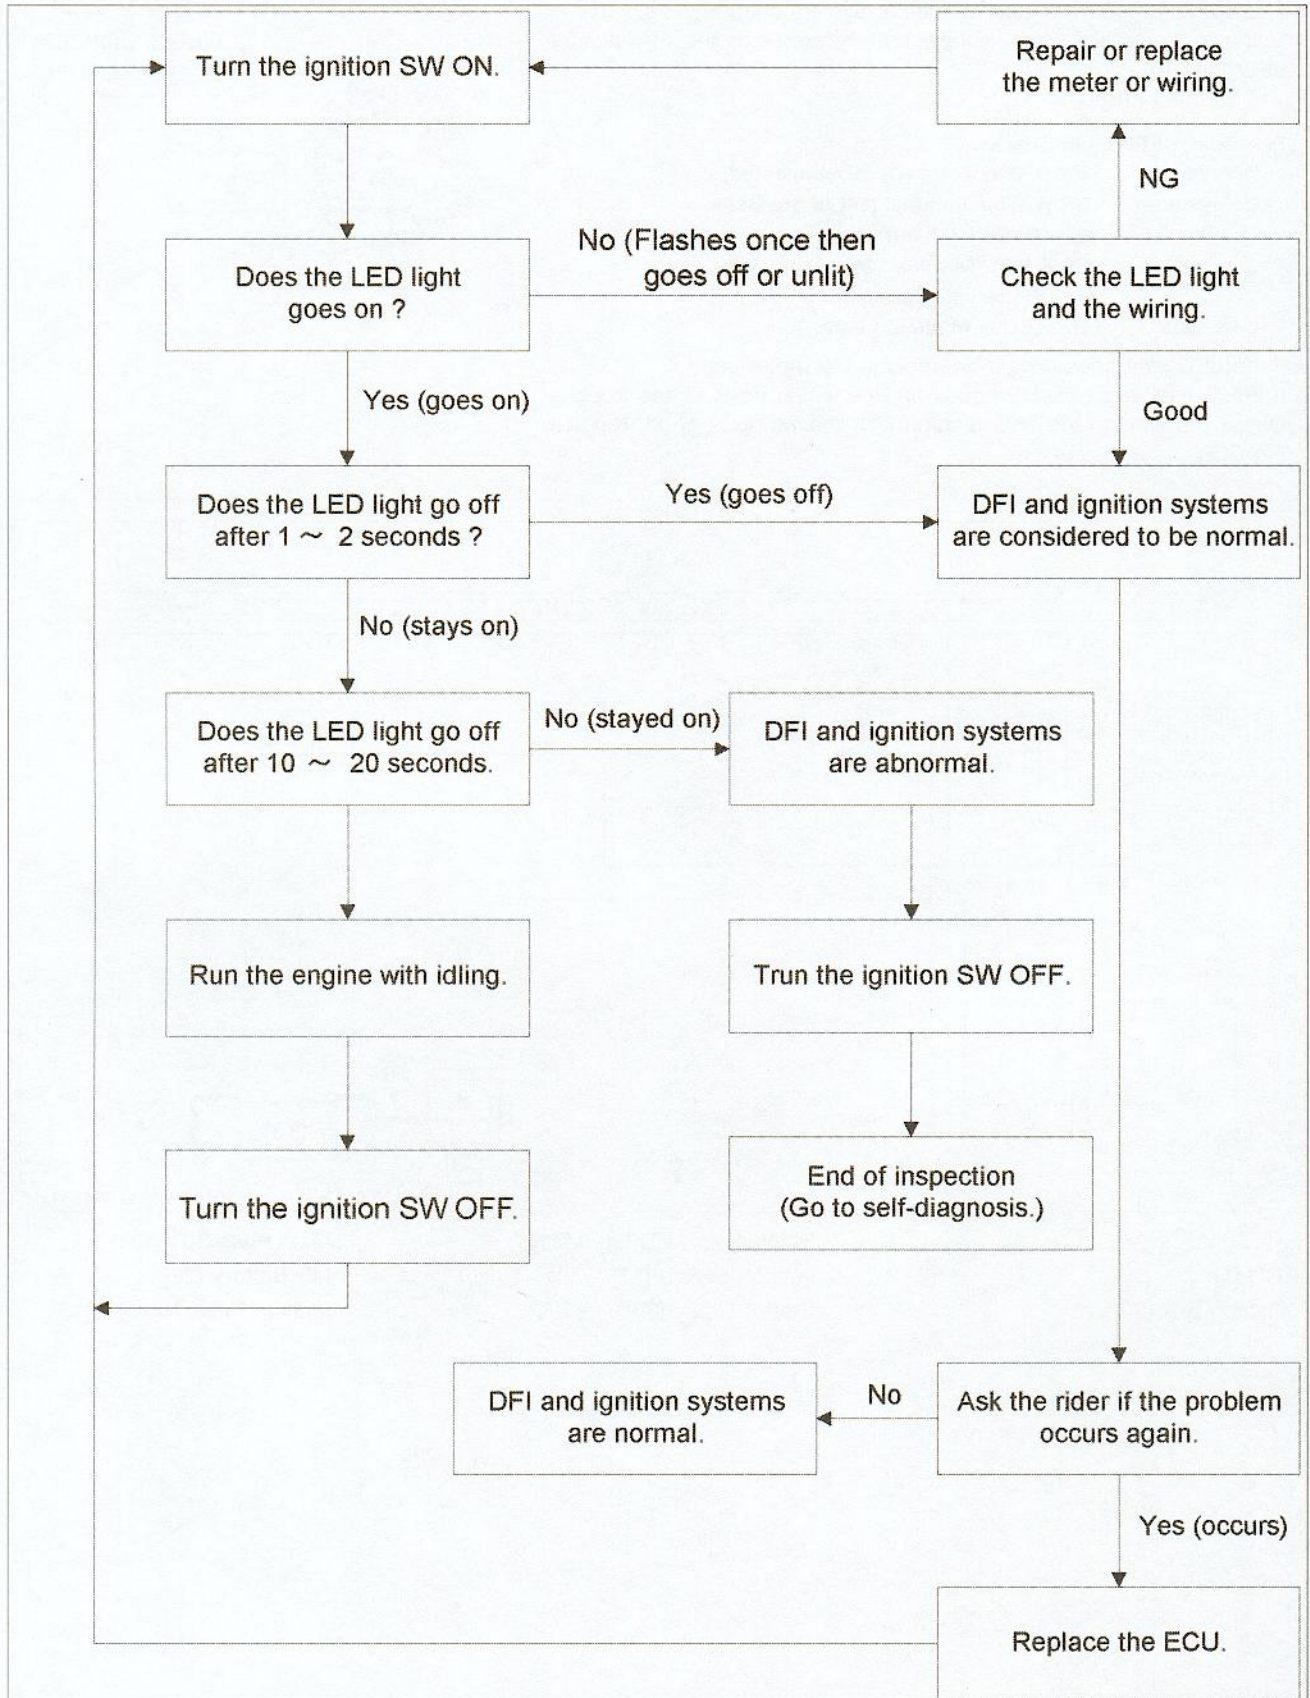 Turn the ignition SW ON.
Repair or replace
the meter or wiring.
NG
No (Flashes once then
goes off or unlit)
Does the LED light
goes on ?
Check the LED light
and the wiring.
Yes (goes on)
Good
Does the LED light go off
after 1 ~ 2 seconds ?
Yes (goes off)
DFI and ignition systems
are considered to be normal.
No (stays on)
Does the LED light go off
after 10 ~ 20 seconds.
No (stayed on)
DFI and ignition systems
are abnormal.
Run the engine with idling.
Trun the ignition SW OFF.
Turn the ignition SW OFF.
End of inspection
(Go to self-diagnosis.)
DFI and ignition systems
are normal.
No
Ask the rider if the problem
occurs again.
Yes (occurs)
Replace the ECU.